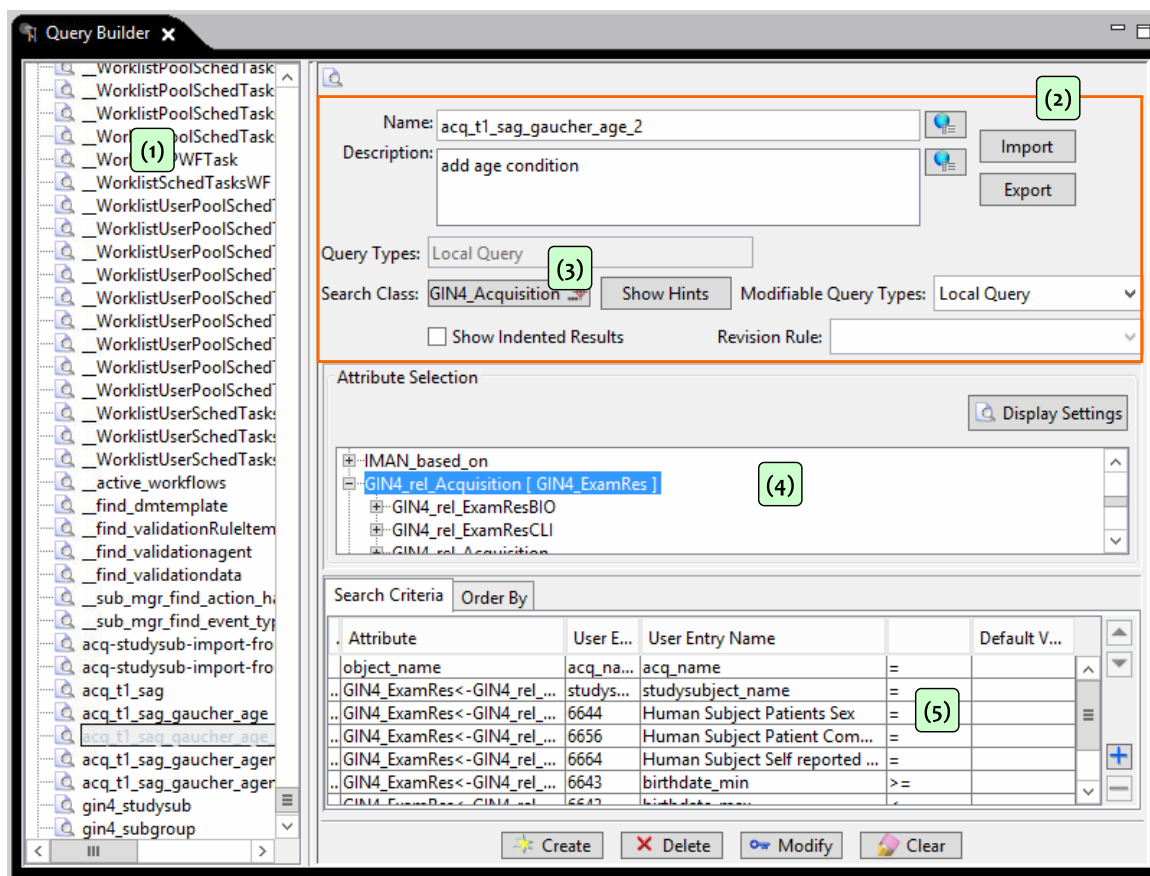 Query Builder
__WorklistPoolSchedTask
__WorklistPoolSchedTask
__WorklistPoolSchedTask
(1)
__WorklistSchedTasksWF
__WorklistUserPoolSched
__WorklistUserPoolSched
__WorklistUserPoolSched
__WorklistUserPoolSched
__WorklistUserPoolSched
__WorklistUserPoolSched
__WorklistUserPoolSched
__WorklistUserPoolSched
__WorklistUserPoolSched
__WorklistUserSchedTask
__WorklistUserSchedTask
__WorklistUserSchedTask
__active_workflows
__find_dmtemplate
__find_validationRuleItem
__find_validationagent
__find_validationdata
__sub_mgr_find_action_ha
__sub_mgr_find_event_typ
acq-studysub-import-fro
acq-studysub-import-fro
acq_t1_sag
acq_t1_sag_gaucher_age
acq_t1_sag_gaucher_age_
acq_t1_sag_gaucher_agen
acq_t1_sag_gaucher_agen
gin4_studysub
gin4_subgroup
(2)
Name: acq_t1_sag_gaucher_age_2
Import
Description: add age condition
Export
Query Types: Local Query
(3)
Search Class: GIN4_Acquisition Show Hints Modifiable Query Types: Local Query
Show Indented Results Revision Rule:
Attribute Selection
Display Settings
IMAN_based_on
GIN4_rel_Acquisition [ GIN4_ExamRes ]
(4)
GIN4_rel_ExamResBIO
GIN4_rel_ExamResCLI
GIN4_rel_Acquisition
Search Criteria Order By
. Attribute User E... User Entry Name Default V...
object_name acq_na... acq_name =
.. GIN4_ExamRes<-GIN4_rel_... studys... studysubject_name =
.. GIN4_ExamRes<-GIN4_rel_... 6644 Human Subject Patients Sex =
(5)
.. GIN4_ExamRes<-GIN4_rel_... 6656 Human Subject Patient Com... =
.. GIN4_ExamRes<-GIN4_rel_... 6664 Human Subject Self reported ... =
.. GIN4_ExamRes<-GIN4_rel_... 6643 birthdate_min >=
Create Delete Modify Clear